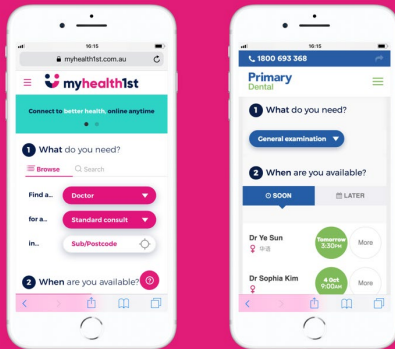 10:15
myhealth1st.com.au
myhealth1st
Connect to better health, online anytime
1 What do you need?
Browse
Search
Find a..
Doctor
for a..
Standard consult
in..
Sub/Postcode
2 When are you available?
10:15
1800 693 368
Primary
Dental
1 What do you need?
General examination
2 When are you available?
SOON
LATER
Dr Ye Sun
Tomorrow
3:30PM
More
Dr Sophia Kim
4 Oct
9:00AM
More